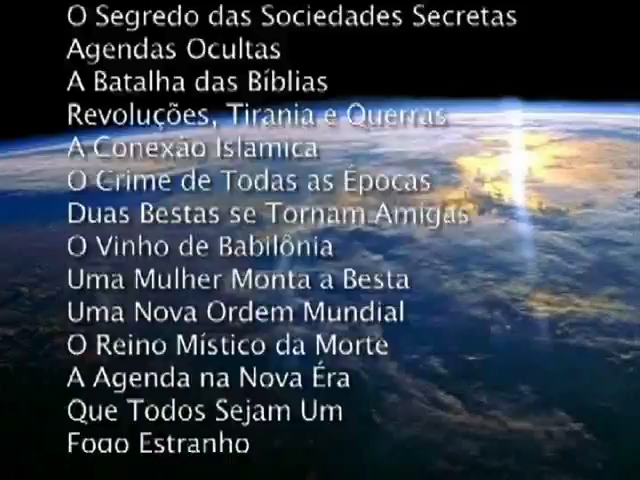 O Segredo das Sociedades Secretas
Agendas Ocultas
A Batalha das Bíblias
Revoluções, Tirania e Querras
A Conexão Islamica
O Crime de Todas as Épocas
Duas Bestas se Tornam Amigas
O Vinho de Babilônia
Uma Mulher Monta a Besta
Uma Nova Ordem Mundial
O Reino Místico da Morte
A Agenda na Nova Éra
Que Todos Sejam Um
Fogo Estranho